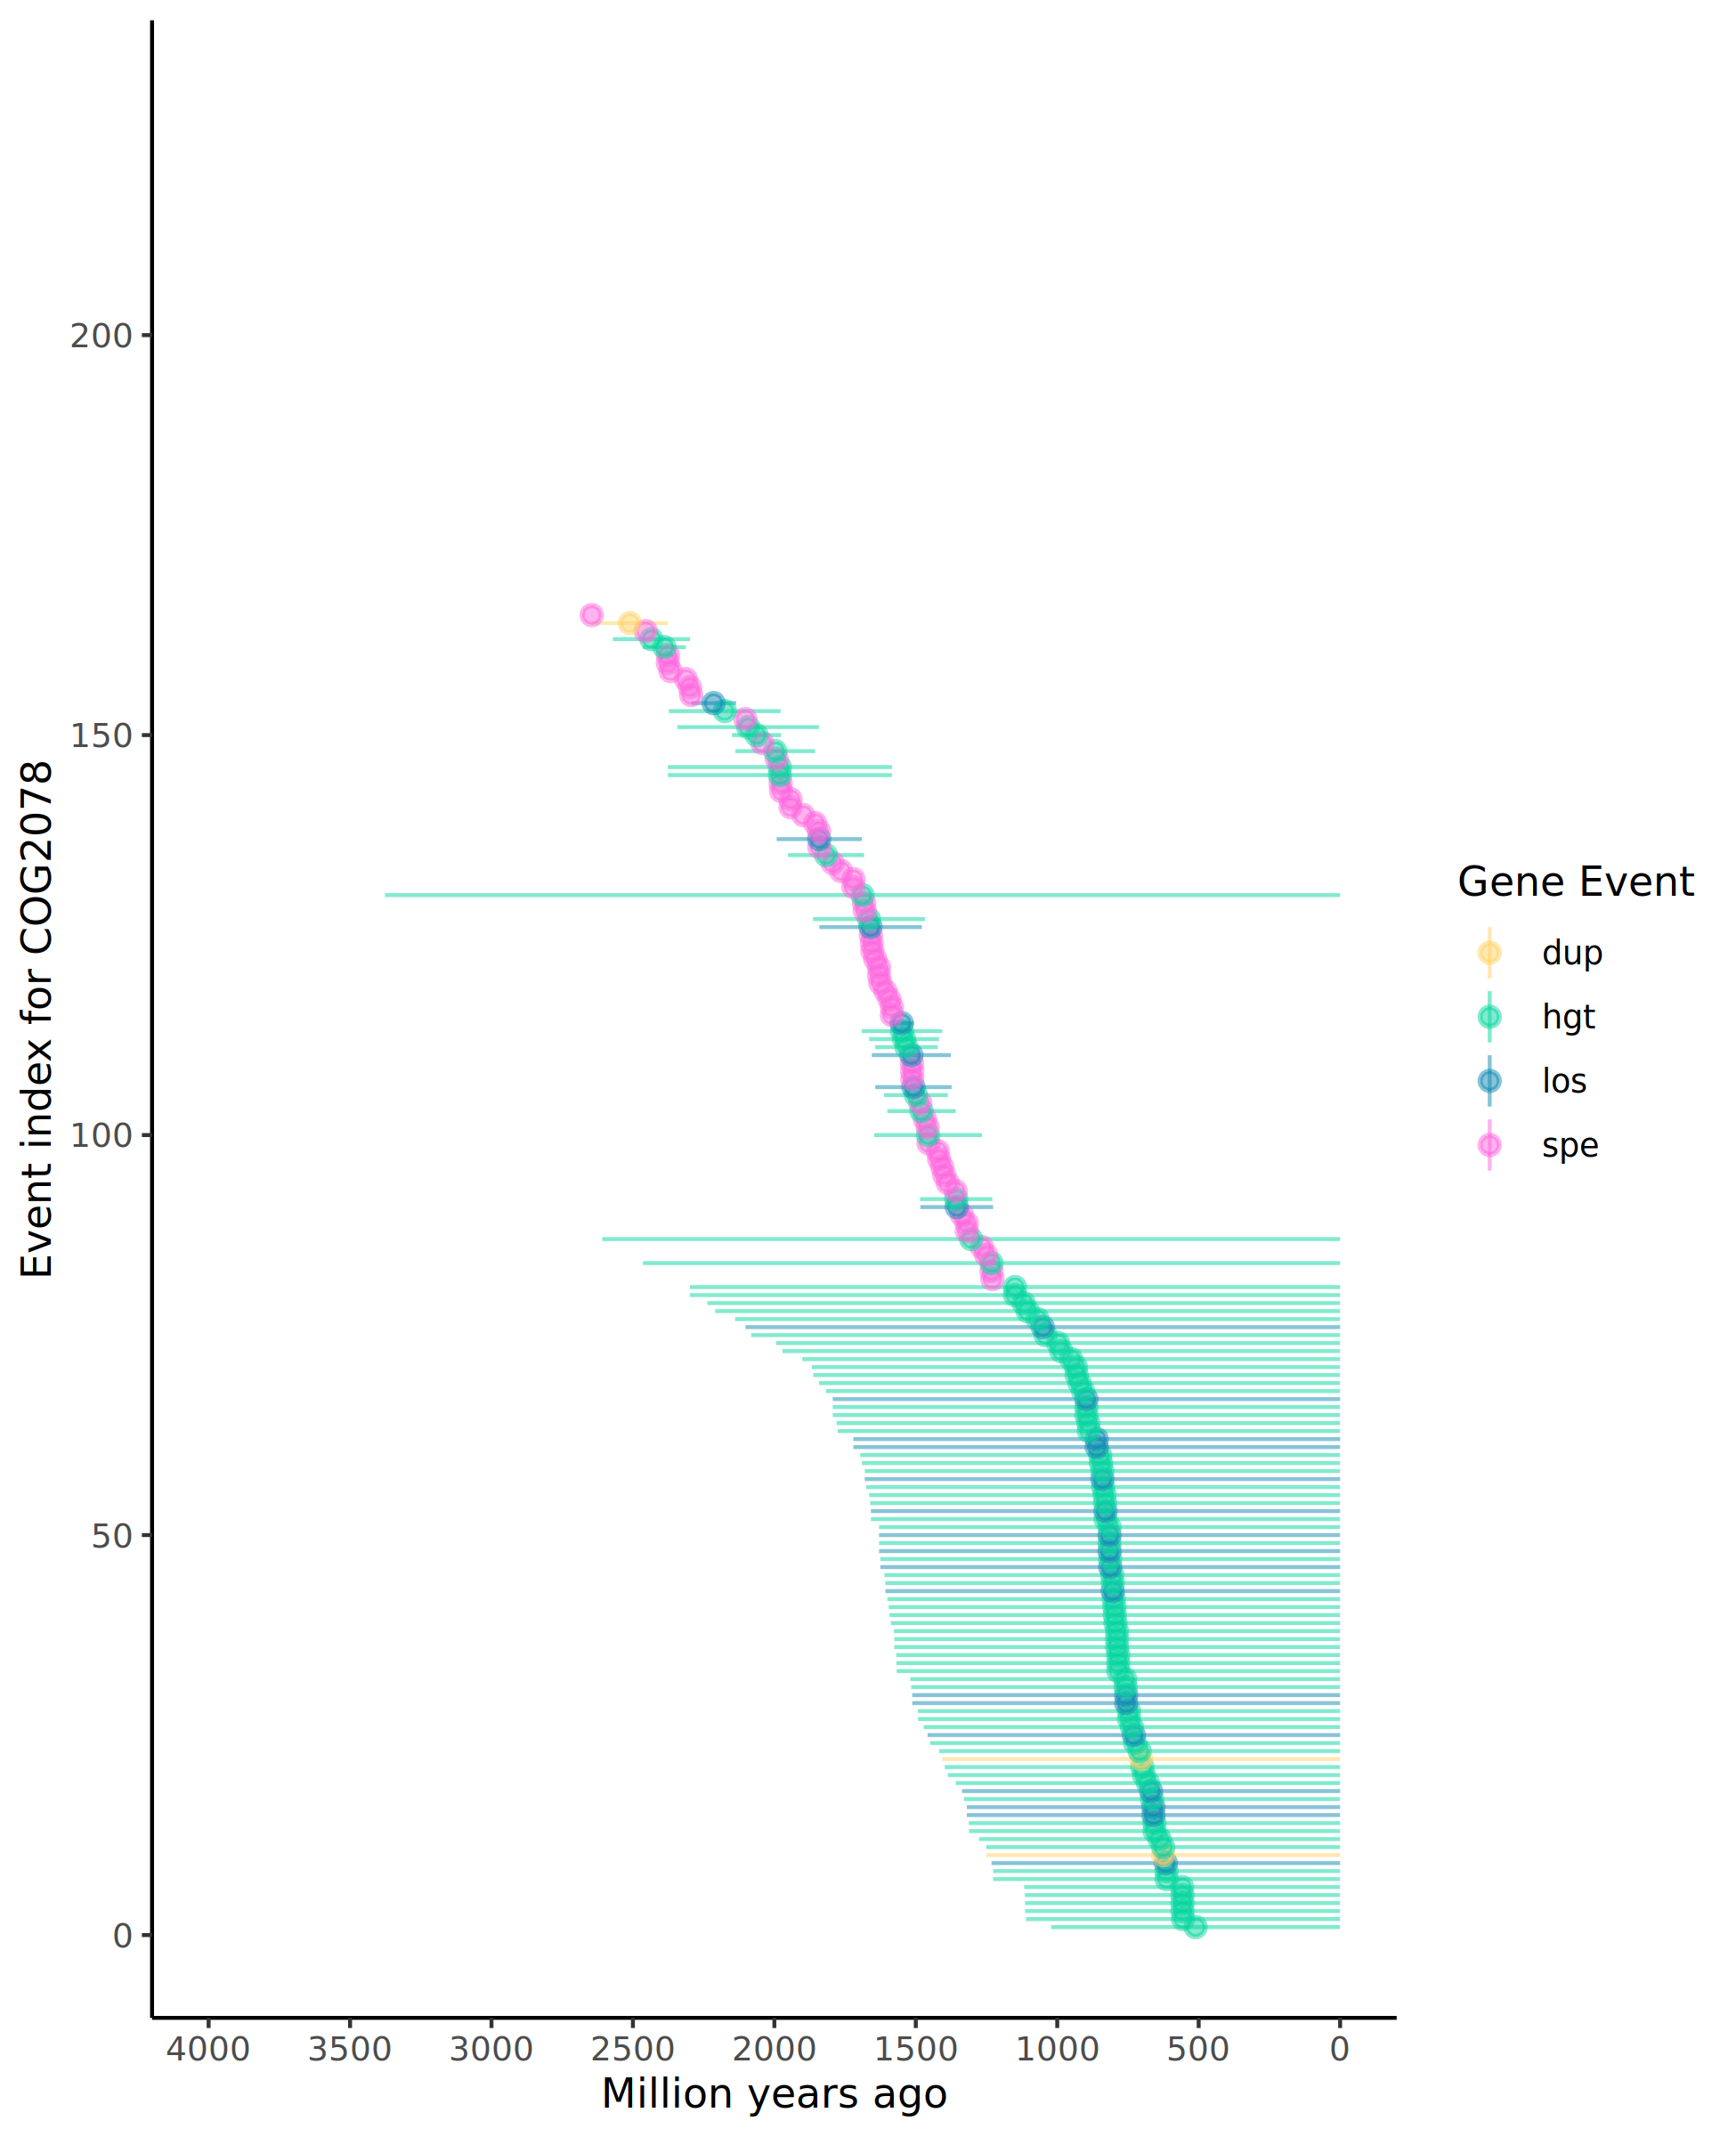 200
150
100
50
0
Event index for COG2078
4000 3500 3000 2500 2000 1500 1000 500 0
Million years ago
Gene Event
dup
hgt
los
spe